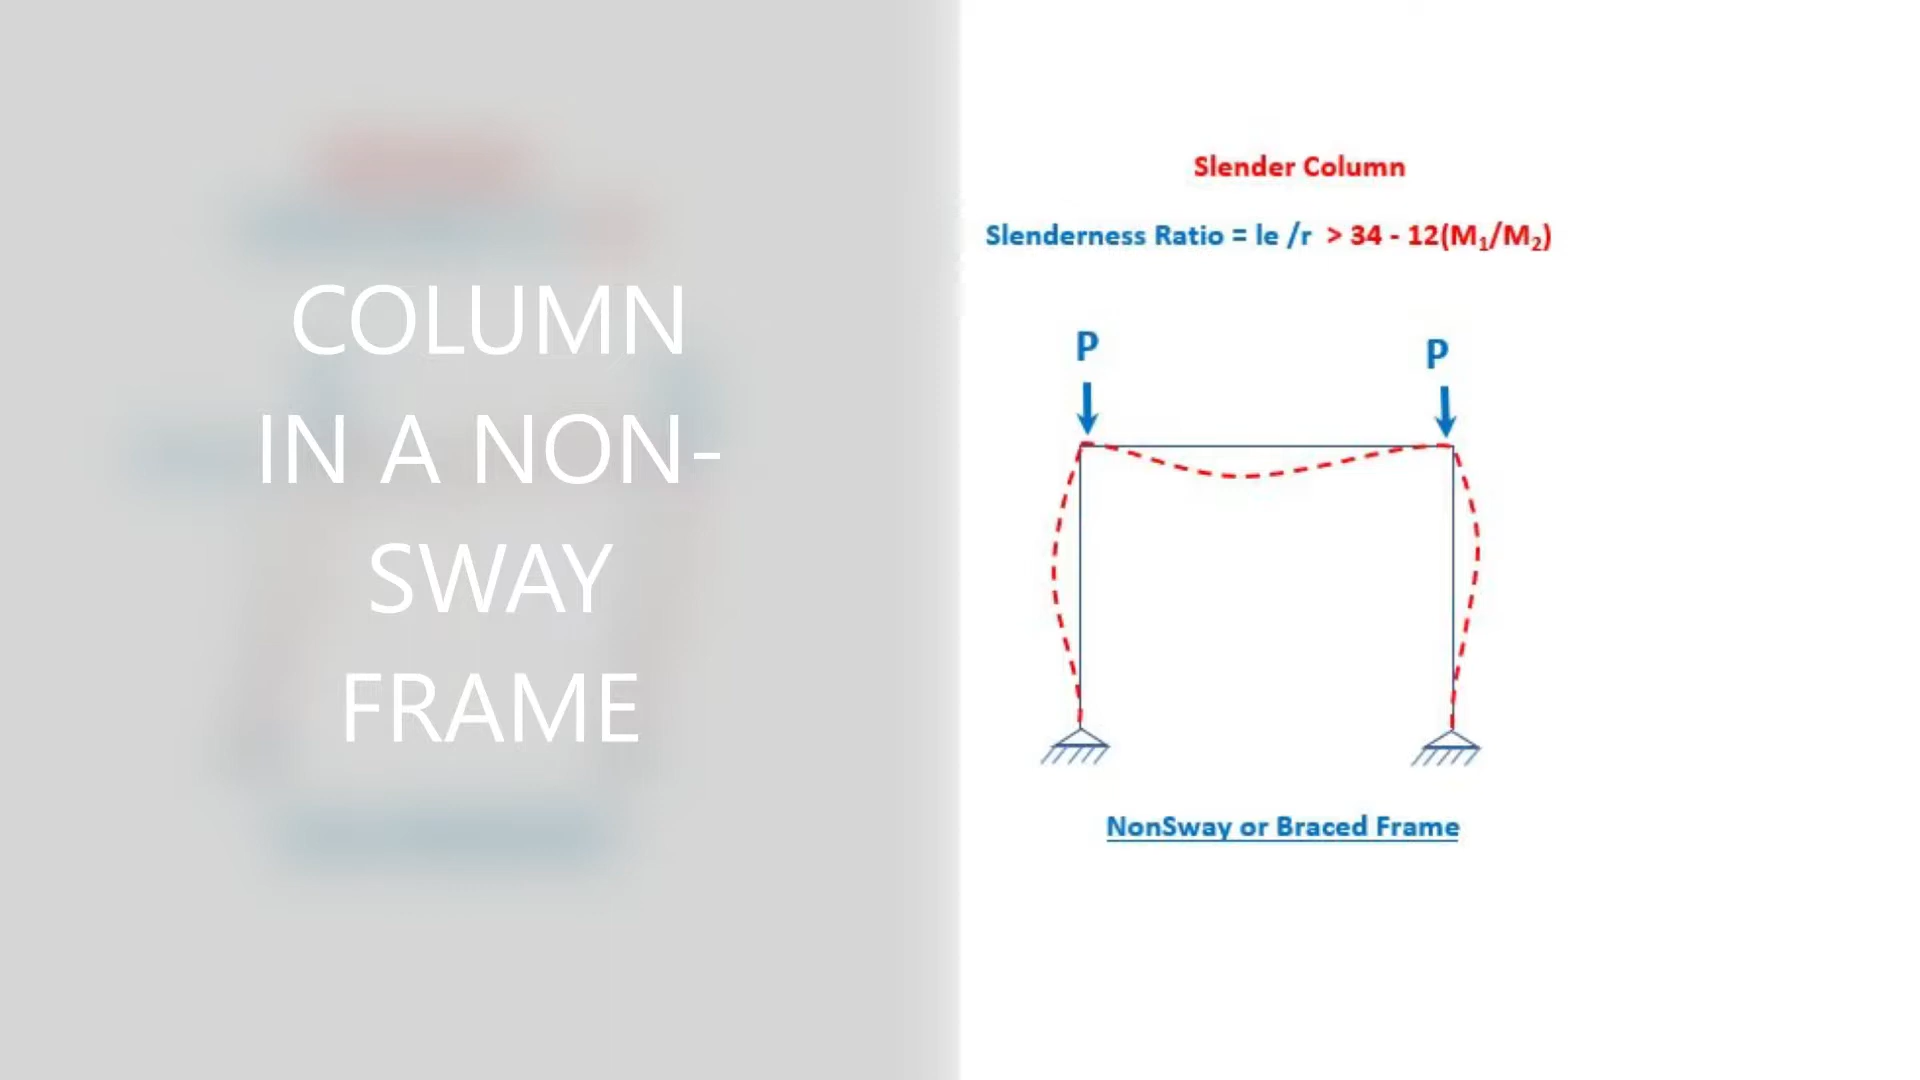 COLUMN
IN A NON-
SWAY
FRAME
Slender Column
Slenderness Ratio = le /r > 34 - 12(M₁/M₂)
P
P
NonSway or Braced Frame